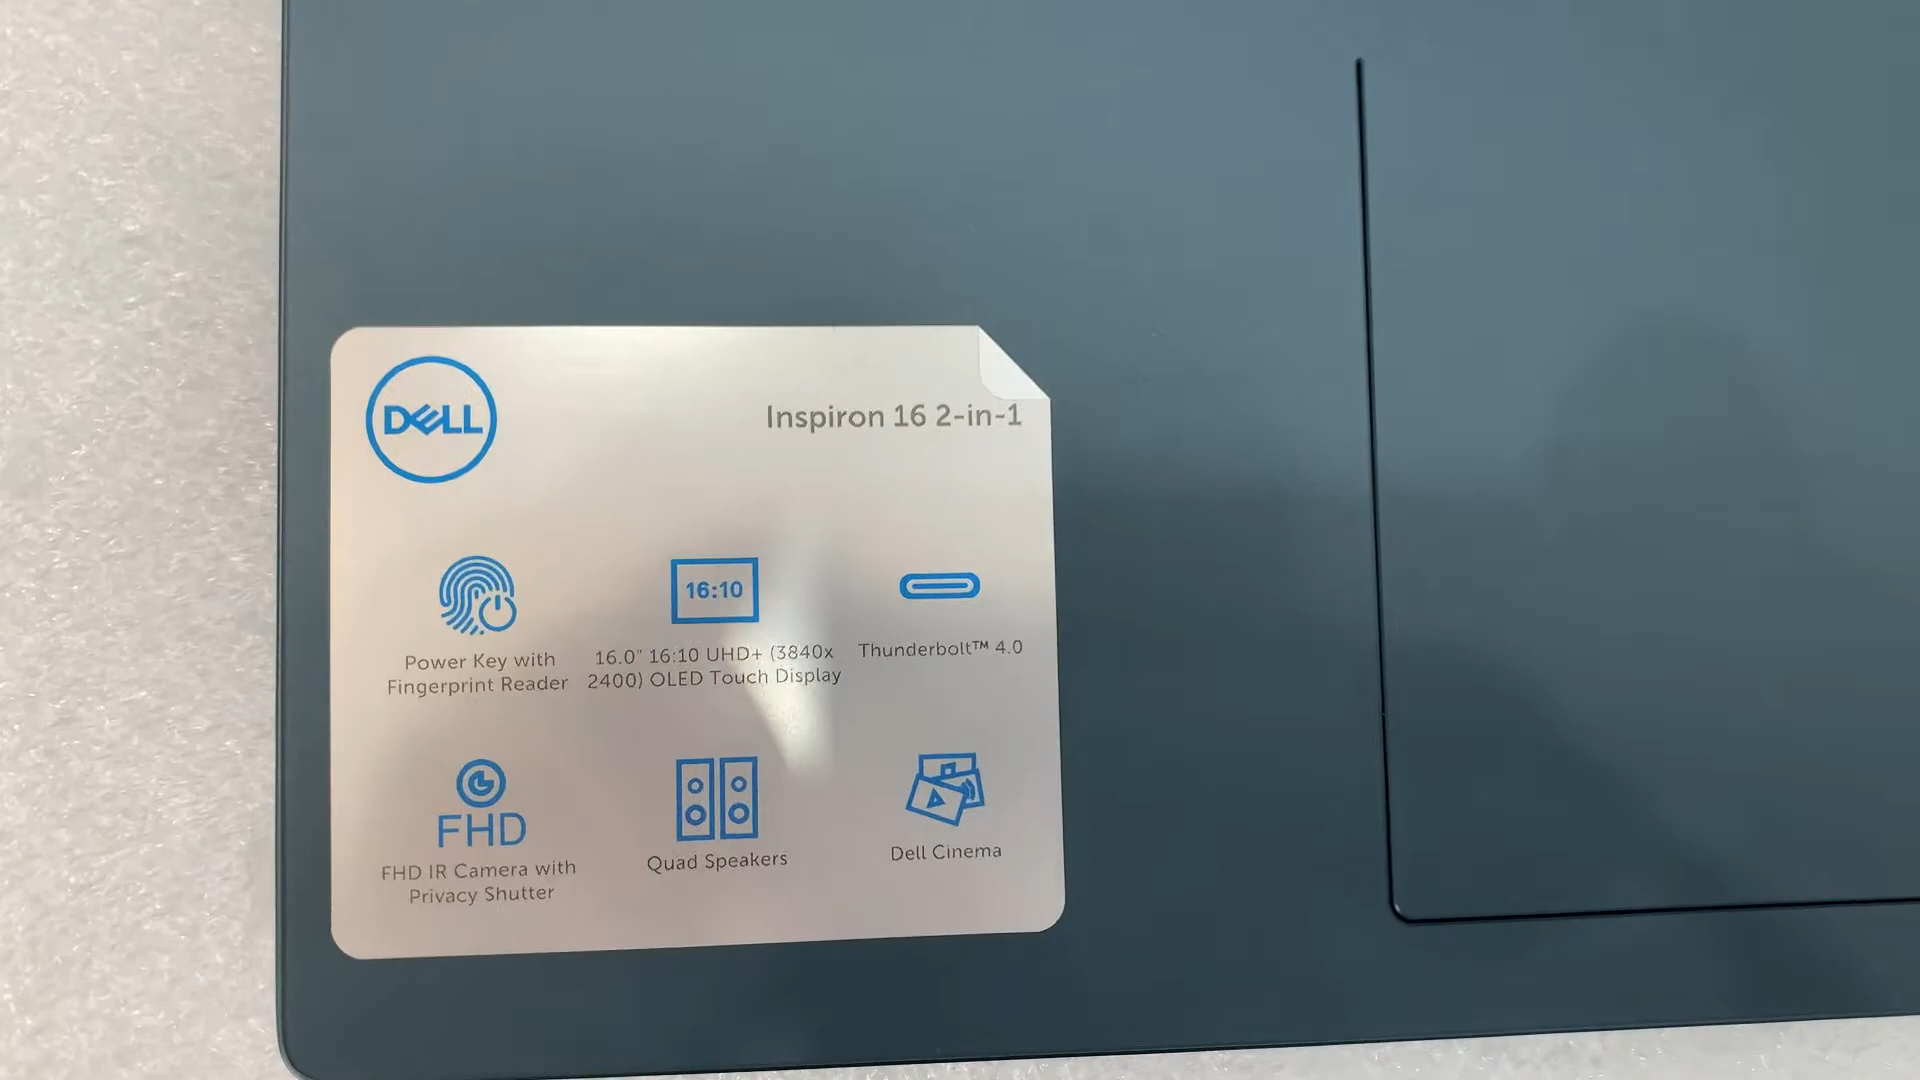 DELL
Inspiron 16 2-in-1
16:10
Power Key with
Fingerprint Reader
16.0" 16:10 UHD+ (3840x
2400) OLED Touch Display
Thunderbolt™ 4.0
FHD
FHD IR Camera with
Privacy Shutter
Quad Speakers
Dell Cinema